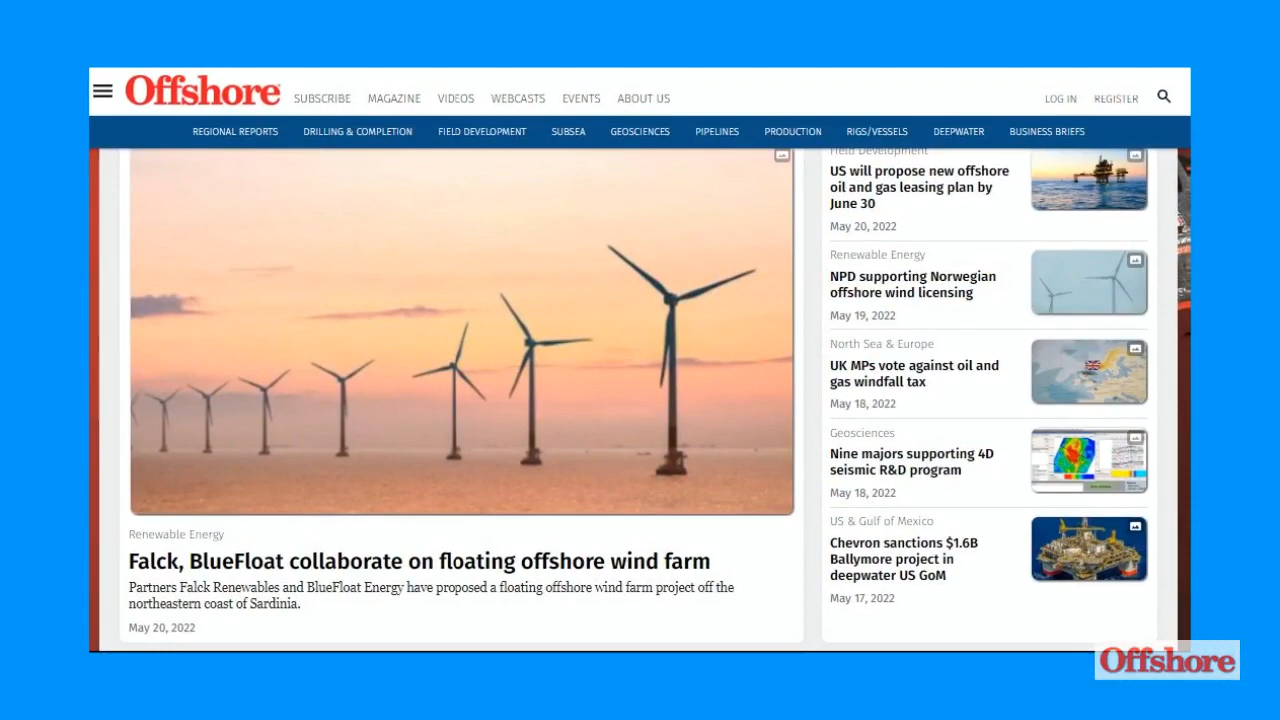 Offshore
SUBSCRIBE MAGAZINE VIDEOS WEBCASTS EVENTS ABOUT US
LOG IN REGISTER
REGIONAL REPORTS DRILLING & COMPLETION FIELD DEVELOPMENT SUBSEA GEOSCIENCES PIPELINES PRODUCTION RIGS/VESSELS DEEPWATER BUSINESS BRIEFS
Renewable Energy
Falck, BlueFloat collaborate on floating offshore wind farm
Partners Falck Renewables and BlueFloat Energy have proposed a floating offshore wind farm project off the
northeastern coast of Sardinia.
May 20, 2022
Field Development
US will propose new offshore
oil and gas leasing plan by
June 30
May 20, 2022
Renewable Energy
NPD supporting Norwegian
offshore wind licensing
May 19, 2022
North Sea & Europe
UK MPs vote against oil and
gas windfall tax
May 18, 2022
Geosciences
Nine majors supporting 4D
seismic R&D program
May 18, 2022
US & Gulf of Mexico
Chevron sanctions $1.6B
Ballymore project in
deepwater US GoM
May 17, 2022
Offshore